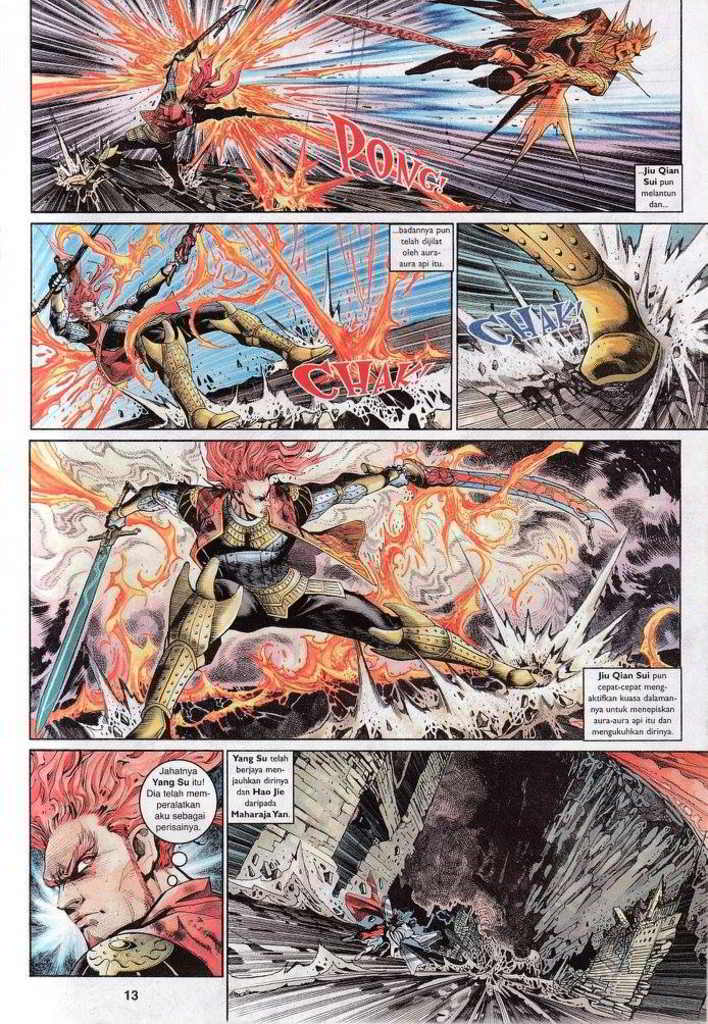 PONG!
...Jiu Qian
Sui pun
melantun
dan...
...badannya pun
telah dijilat
oleh aura-
aura api itu.
CHAK!
CHAK!
Jiu Qian Sui pun
cepat-cepat meng-
aktifkan kuasa dalaman-
nya untuk menepiskan
aura-aura api itu dan
mengukuhkan dirinya.
Jahatnya
Yang Su itu!
Dia telah mem-
peralatkan
aku sebagai
perisainya.
Yang Su telah
berjaya men-
jauhkan dirinya
dan Hao Jie
daripada
Maharaja Yan.
13